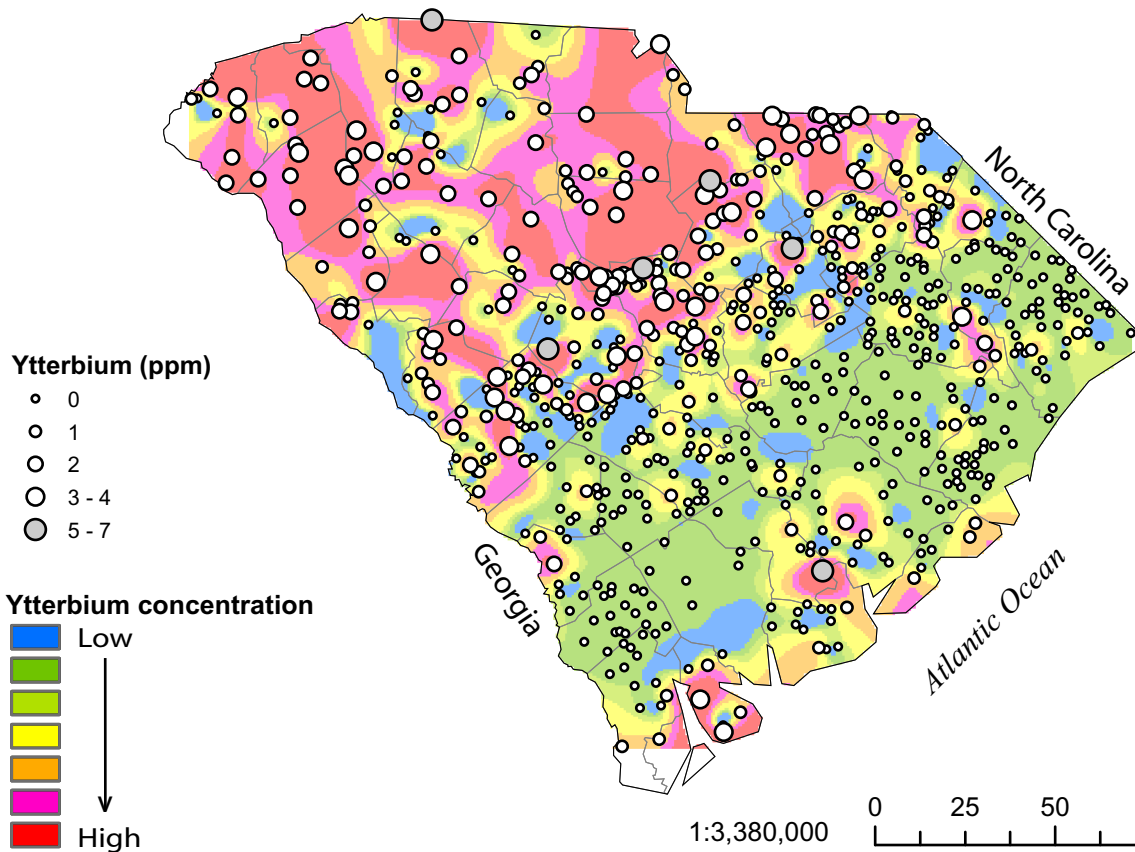 North Carolina
Ytterbium (ppm)
0
1
2
3 - 4
5 - 7
Georgia
Atlantic Ocean
Ytterbium concentration
Low
High
0 25 50
1:3,380,000